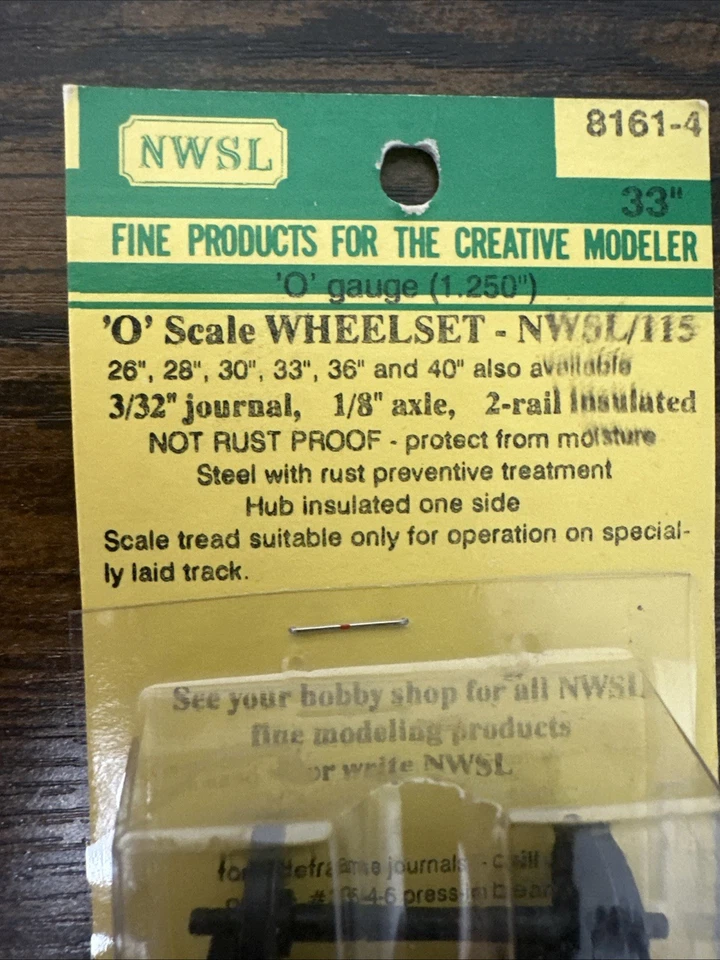 NWSL
8161-4
33"
FINE PRODUCTS FOR THE CREATIVE MODELER
'O' gauge (1.250")
'O' Scale WHEELSET - NWSL/115
26", 28", 30", 33", 36" and 40" also available
3/32" journal, 1/8" axle, 2-rail Insulated
NOT RUST PROOF - protect from moisture
Steel with rust preventive treatment
Hub insulated one side
Scale tread suitable only for operation on special-
ly laid track.
See your hobby shop for all NWSL
fine modeling products
or write NWSL
journals -
press-in